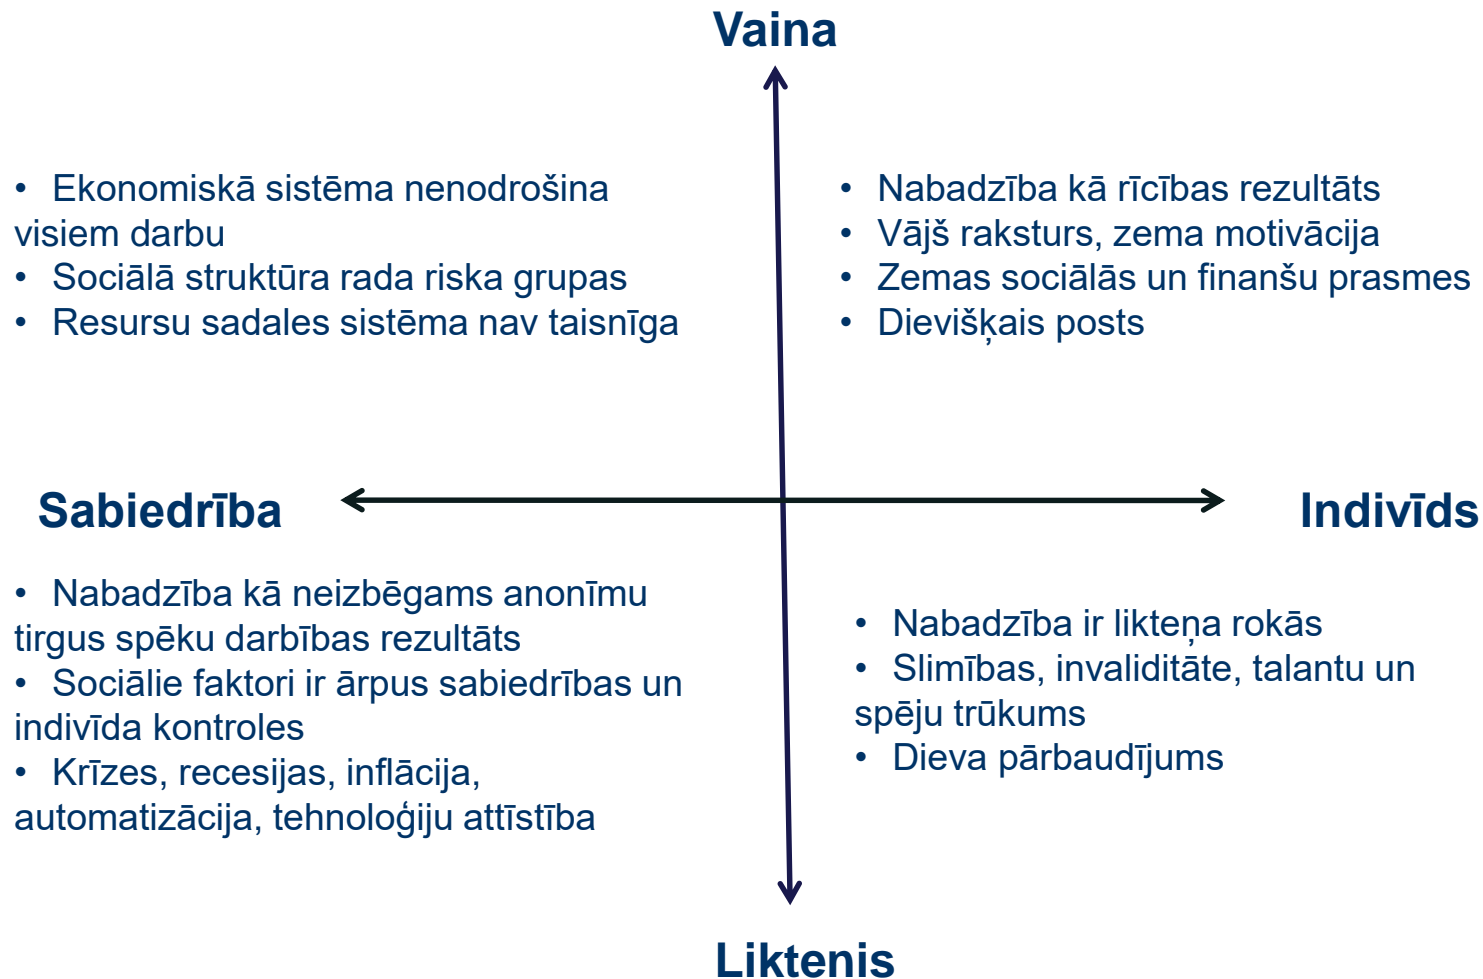 Vaina
• Ekonomiskā sistēma nenodrošina
visiem darbu
• Sociālā struktūra rada riska grupas
• Resursu sadales sistēma nav taisnīga
• Nabadzība kā rīcības rezultāts
• Vājš raksturs, zema motivācija
• Zemas sociālās un finanšu prasmes
• Dievišķais posts
Sabiedrība
Indivīds
• Nabadzība kā neizbēgams anonīmu
tirgus spēku darbības rezultāts
• Sociālie faktori ir ārpus sabiedrības un
indivīda kontroles
• Krīzes, recesijas, inflācija,
automatizācija, tehnoloģiju attīstība
• Nabadzība ir likteņa rokās
• Slimības, invaliditāte, talantu un
spēju trūkums
• Dieva pārbaudījums
Liktenis